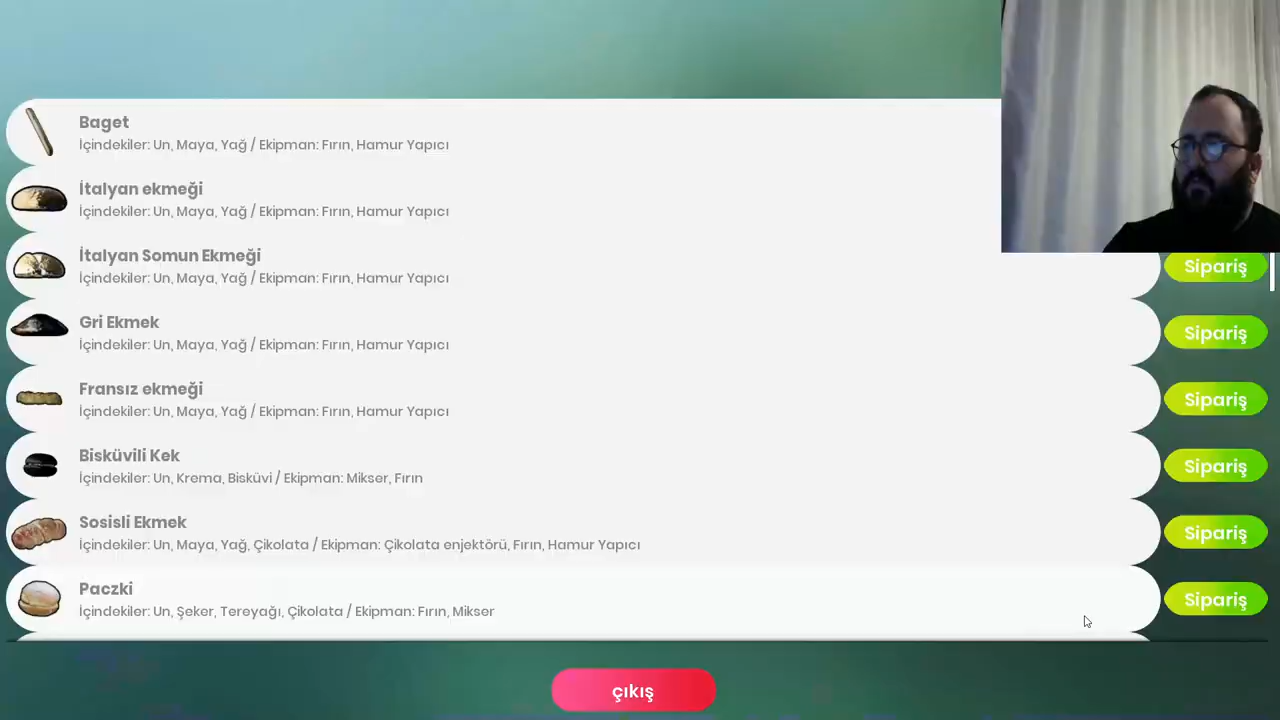 Baget
İçindekiler: Un, Maya, Yağ / Ekipman: Fırın, Hamur Yapıcı
İtalyan ekmeği
İçindekiler: Un, Maya, Yağ / Ekipman: Fırın, Hamur Yapıcı
İtalyan Somun Ekmeği
İçindekiler: Un, Maya, Yağ / Ekipman: Fırın, Hamur Yapıcı
Sipariş
Gri Ekmek
İçindekiler: Un, Maya, Yağ / Ekipman: Fırın, Hamur Yapıcı
Sipariş
Fransız ekmeği
İçindekiler: Un, Maya, Yağ / Ekipman: Fırın, Hamur Yapıcı
Sipariş
Bisküvili Kek
İçindekiler: Un, Krema, Bisküvi / Ekipman: Mikser, Fırın
Sipariş
Sosisli Ekmek
İçindekiler: Un, Maya, Yağ, Çikolata / Ekipman: Çikolata enjektörü, Fırın, Hamur Yapıcı
Sipariş
Paczki
İçindekiler: Un, Şeker, Tereyağı, Çikolata / Ekipman: Fırın, Mikser
Sipariş
çıkış